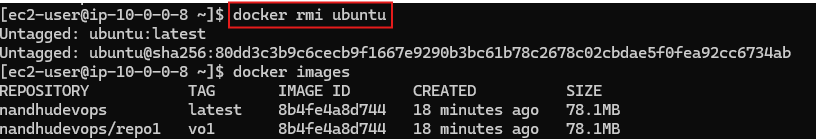 [ec2-user@ip-10-0-0-8 ~]$ docker rmi ubuntu
Untagged: ubuntu:latest
Untagged: ubuntu@sha256:80dd3c3b9c6cecb9f1667e9290b3bc61b78c2678c02cbdae5f0fea92cc6734ab
[ec2-user@ip-10-0-0-8 ~]$ docker images
REPOSITORY TAG IMAGE ID CREATED SIZE
nandhudevops latest 8b4fe4a8d744 18 minutes ago 78.1MB
nandhudevops/repo1 vo1 8b4fe4a8d744 18 minutes ago 78.1MB